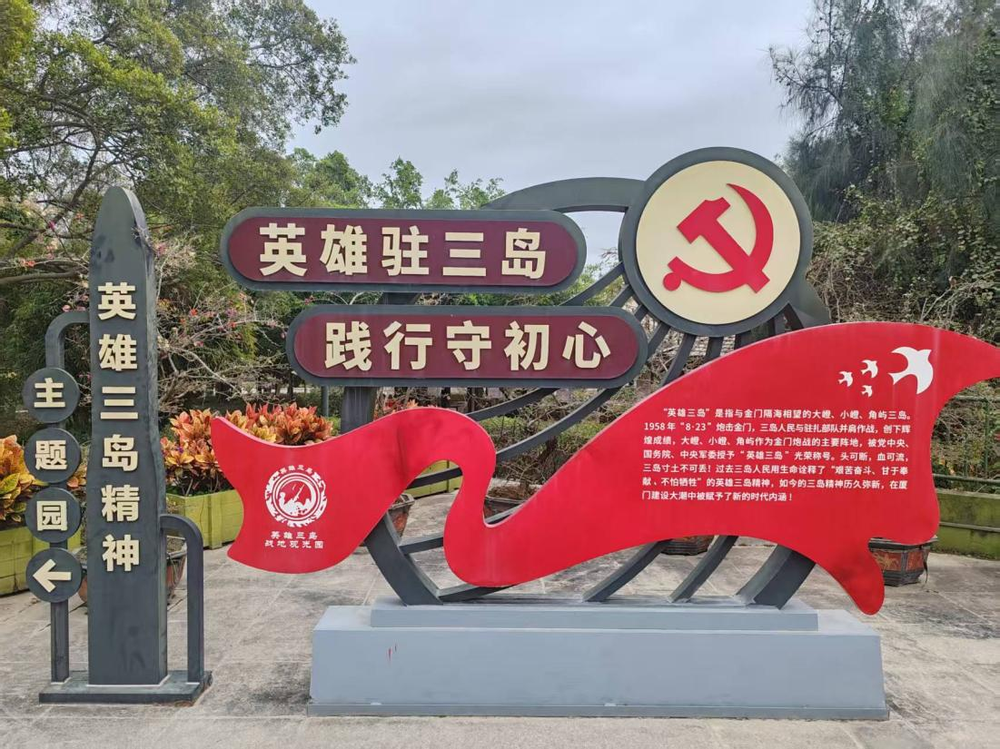 英雄三岛精神
主题园
英雄驻三岛
践行守初心
英雄三岛
英雄三岛
战地观光园
“英雄三岛”是指与金门隔海相望的大嶝、小嶝、角屿三岛。
1958年“8·23”炮击金门，三岛人民与驻扎部队并肩作战，创下辉
煌成绩，大嶝、小嶝、角屿作为金门炮战的主要阵地，被党中央、
国务院、中央军委授予“英雄三岛”光荣称号。头可断，血可流，
三岛寸土不可丢！过去三岛人民用生命诠释了“艰苦奋斗、甘于奉
献、不怕牺牲”的英雄三岛精神，如今的三岛精神历久弥新，在厦
门建设大潮中被赋予了新的时代内涵！